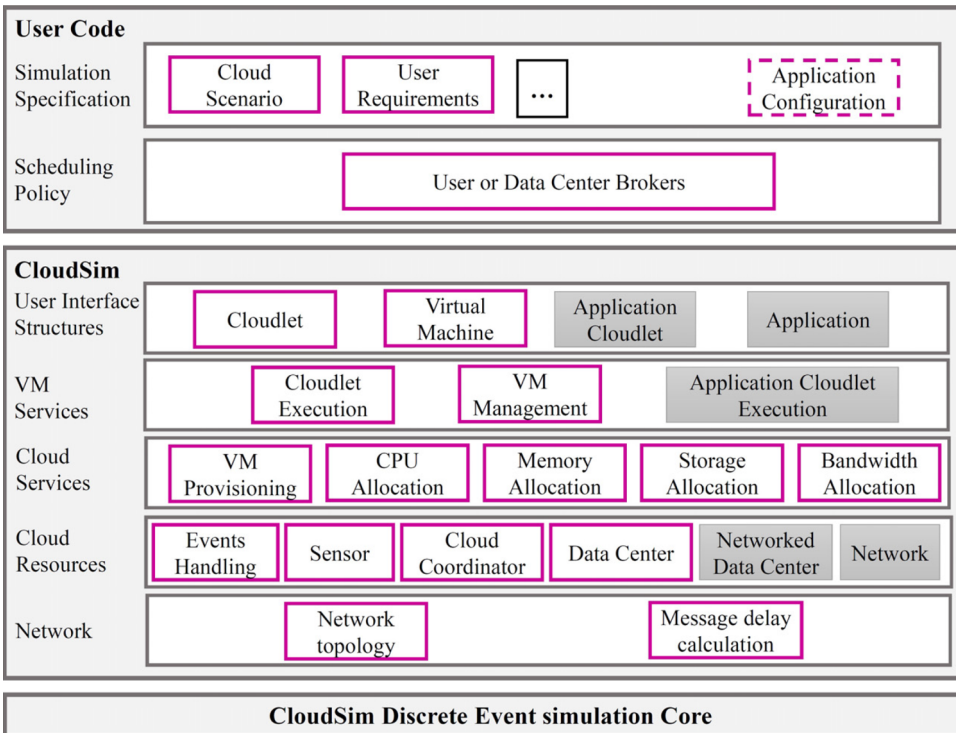 User Code
Simulation
Specification
Cloud
Scenario
User
Requirements
...
Application
Configuration
Scheduling
Policy
User or Data Center Brokers
CloudSim
User Interface
Structures
Cloudlet
Virtual
Machine
Application
Cloudlet
Application
VM
Services
Cloudlet
Execution
VM
Management
Application Cloudlet
Execution
Cloud
Services
VM
Provisioning
CPU
Allocation
Memory
Allocation
Storage
Allocation
Bandwidth
Allocation
Cloud
Resources
Events
Handling
Sensor
Cloud
Coordinator
Data Center
Networked
Data Center
Network
Network
Network
topology
Message delay
calculation
CloudSim Discrete Event simulation Core